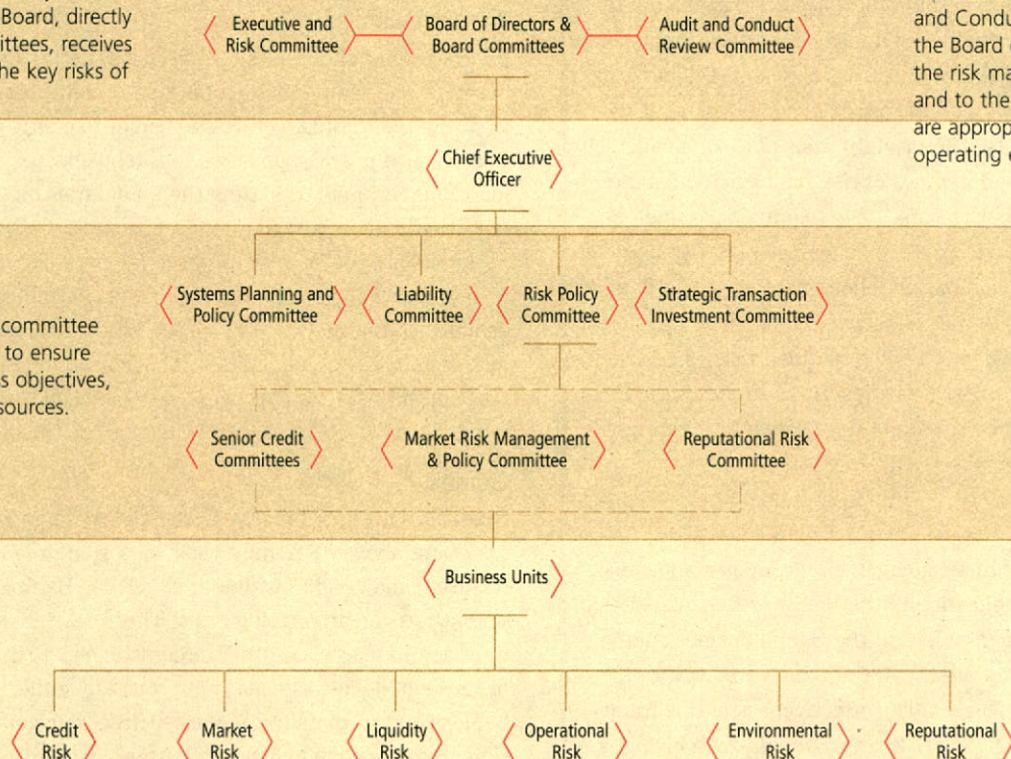 Board, directly
ittees, receives
he key risks of
Executive and
Risk Committee
Board of Directors &
Board Committees
Audit and Conduct
Review Committee
and Condu
the Board
the risk ma
and to the
are approp
operating e
Chief Executive
Officer
Systems Planning and
Policy Committee
Liability
Committee
Risk Policy
Committee
Strategic Transaction
Investment Committee
committee
to ensure
s objectives,
sources.
Senior Credit
Committees
Market Risk Management
& Policy Committee
Reputational Risk
Committee
Business Units
Credit
Risk
Market
Risk
Liquidity
Risk
Operational
Risk
Environmental
Risk
Reputational
Risk